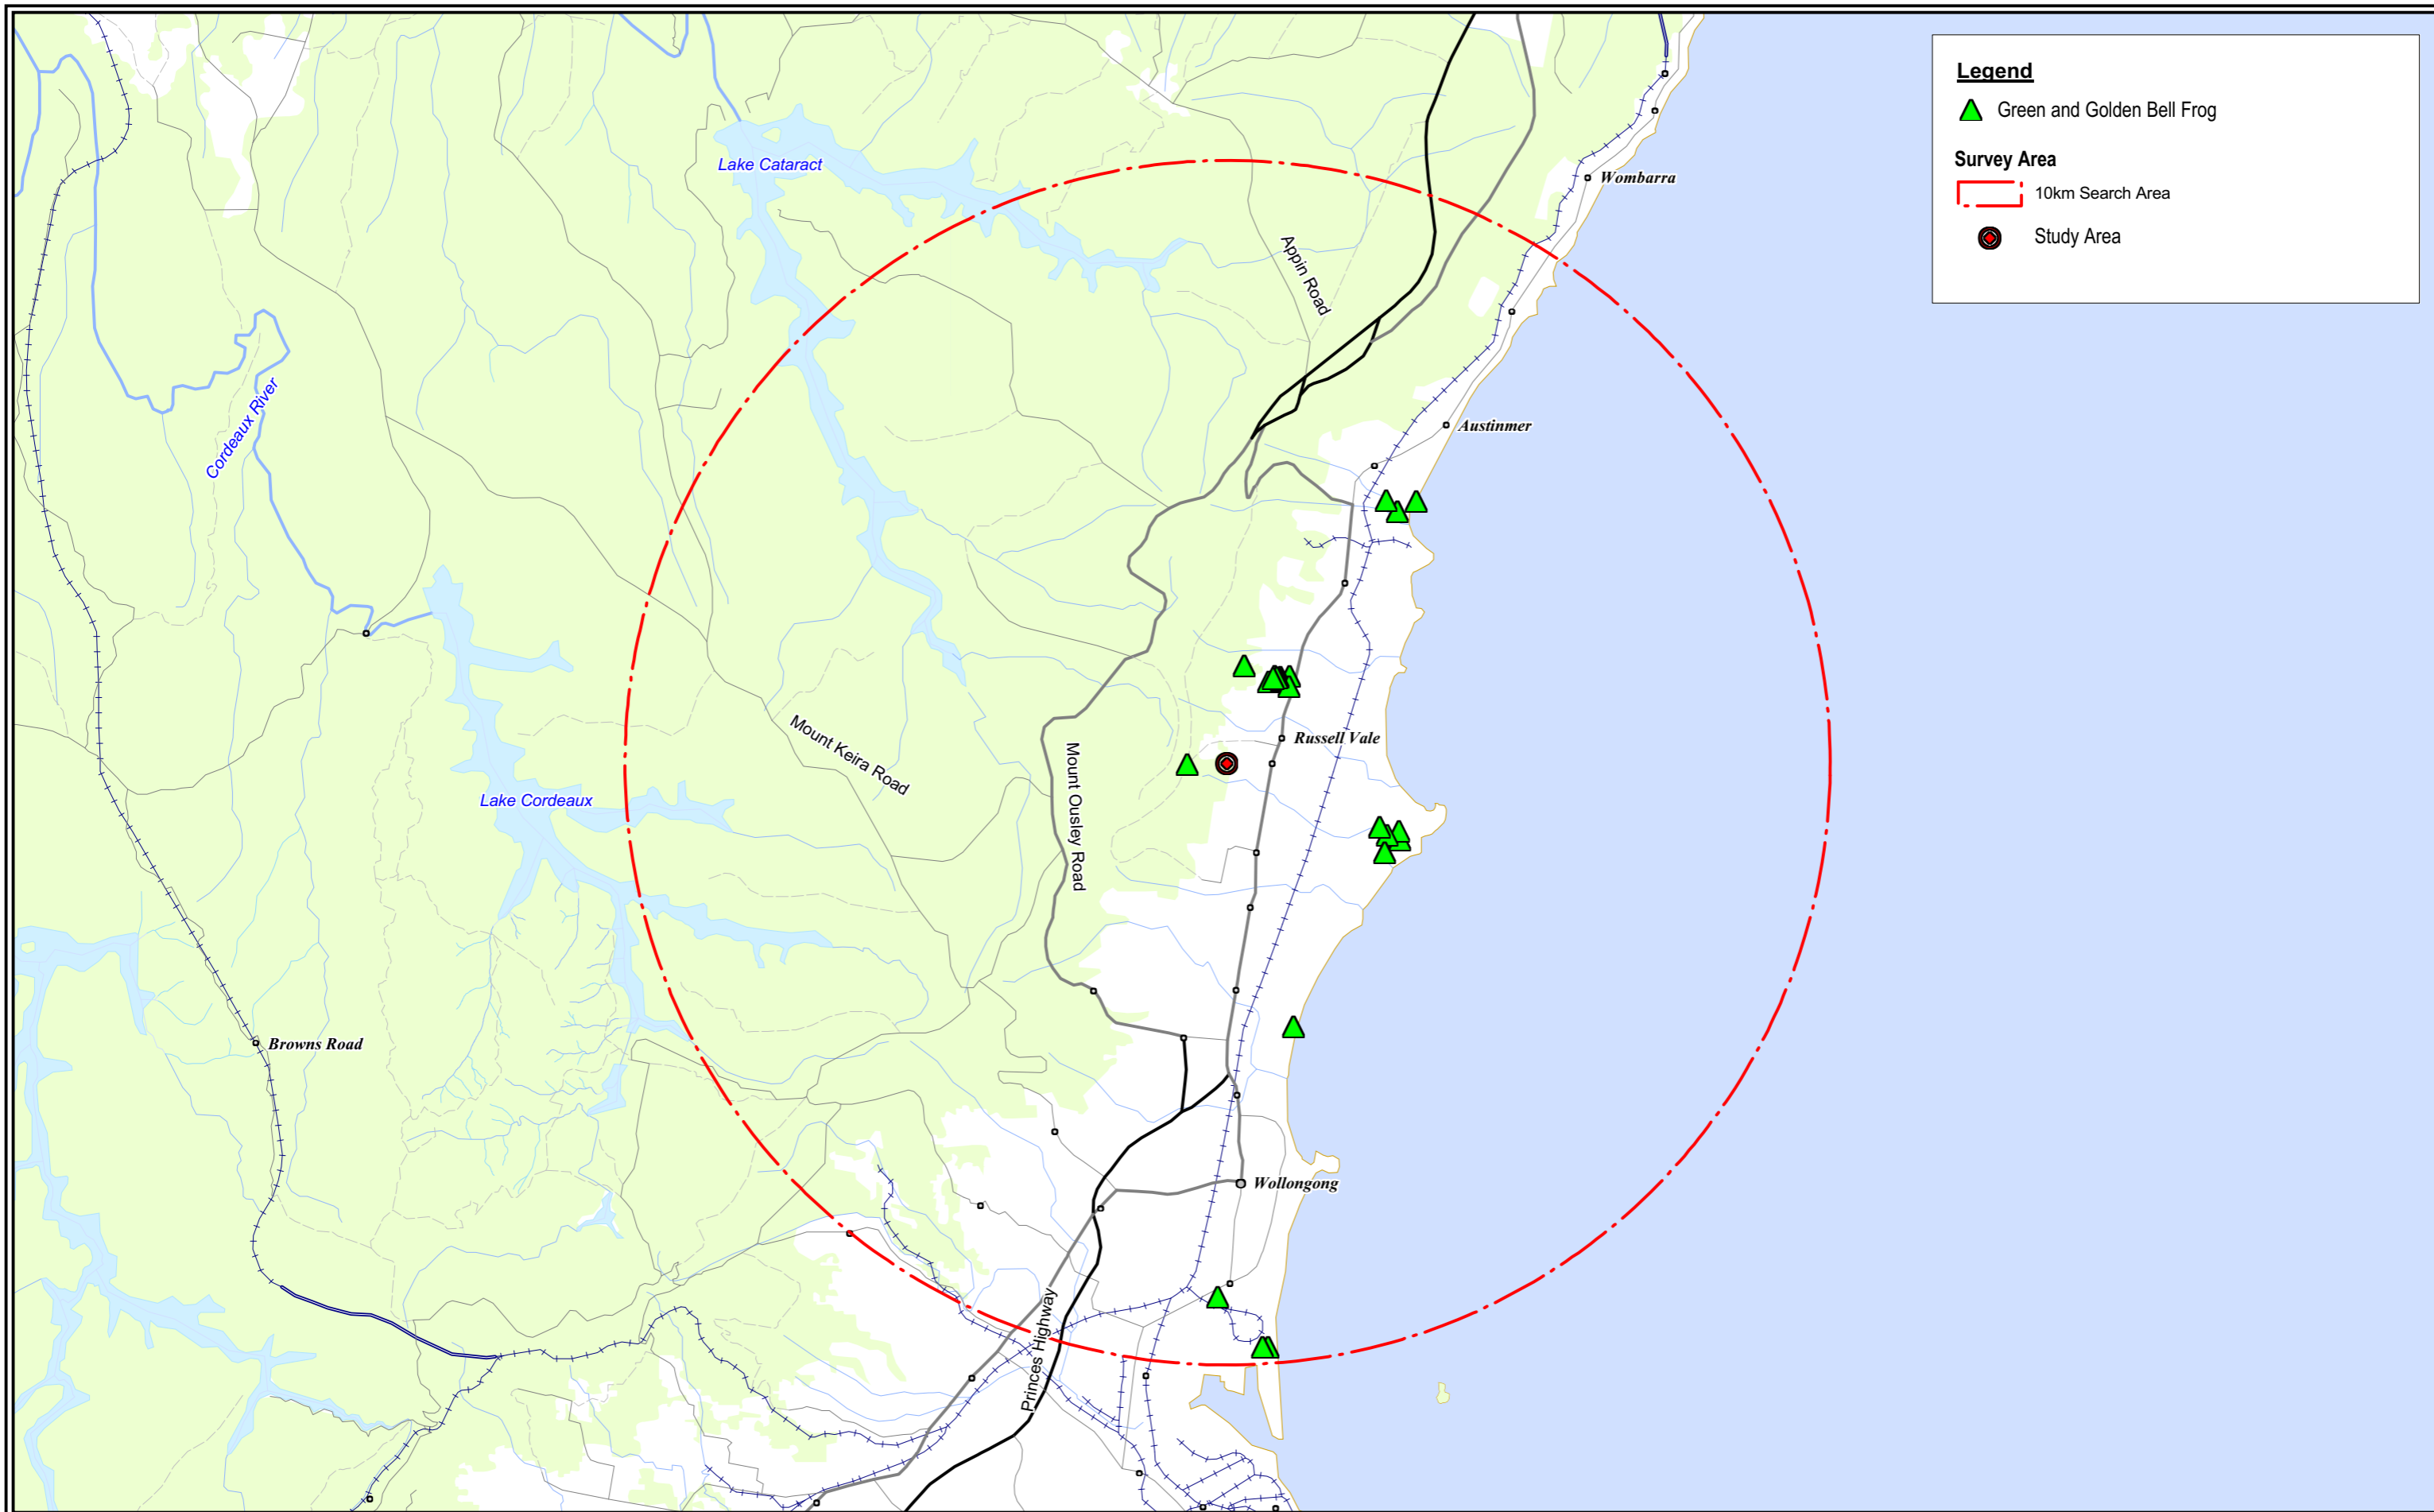 Legend
Green and Golden Bell Frog
Survey Area
10km Search Area
Study Area
Lake Cataract
Wombarra
Appin Road
Cordeaux River
Austinmer
Mount Keira Road
Russell Vale
Mount Ousley Road
Lake Cordeaux
Browns Road
Wollongong
Princes Highway